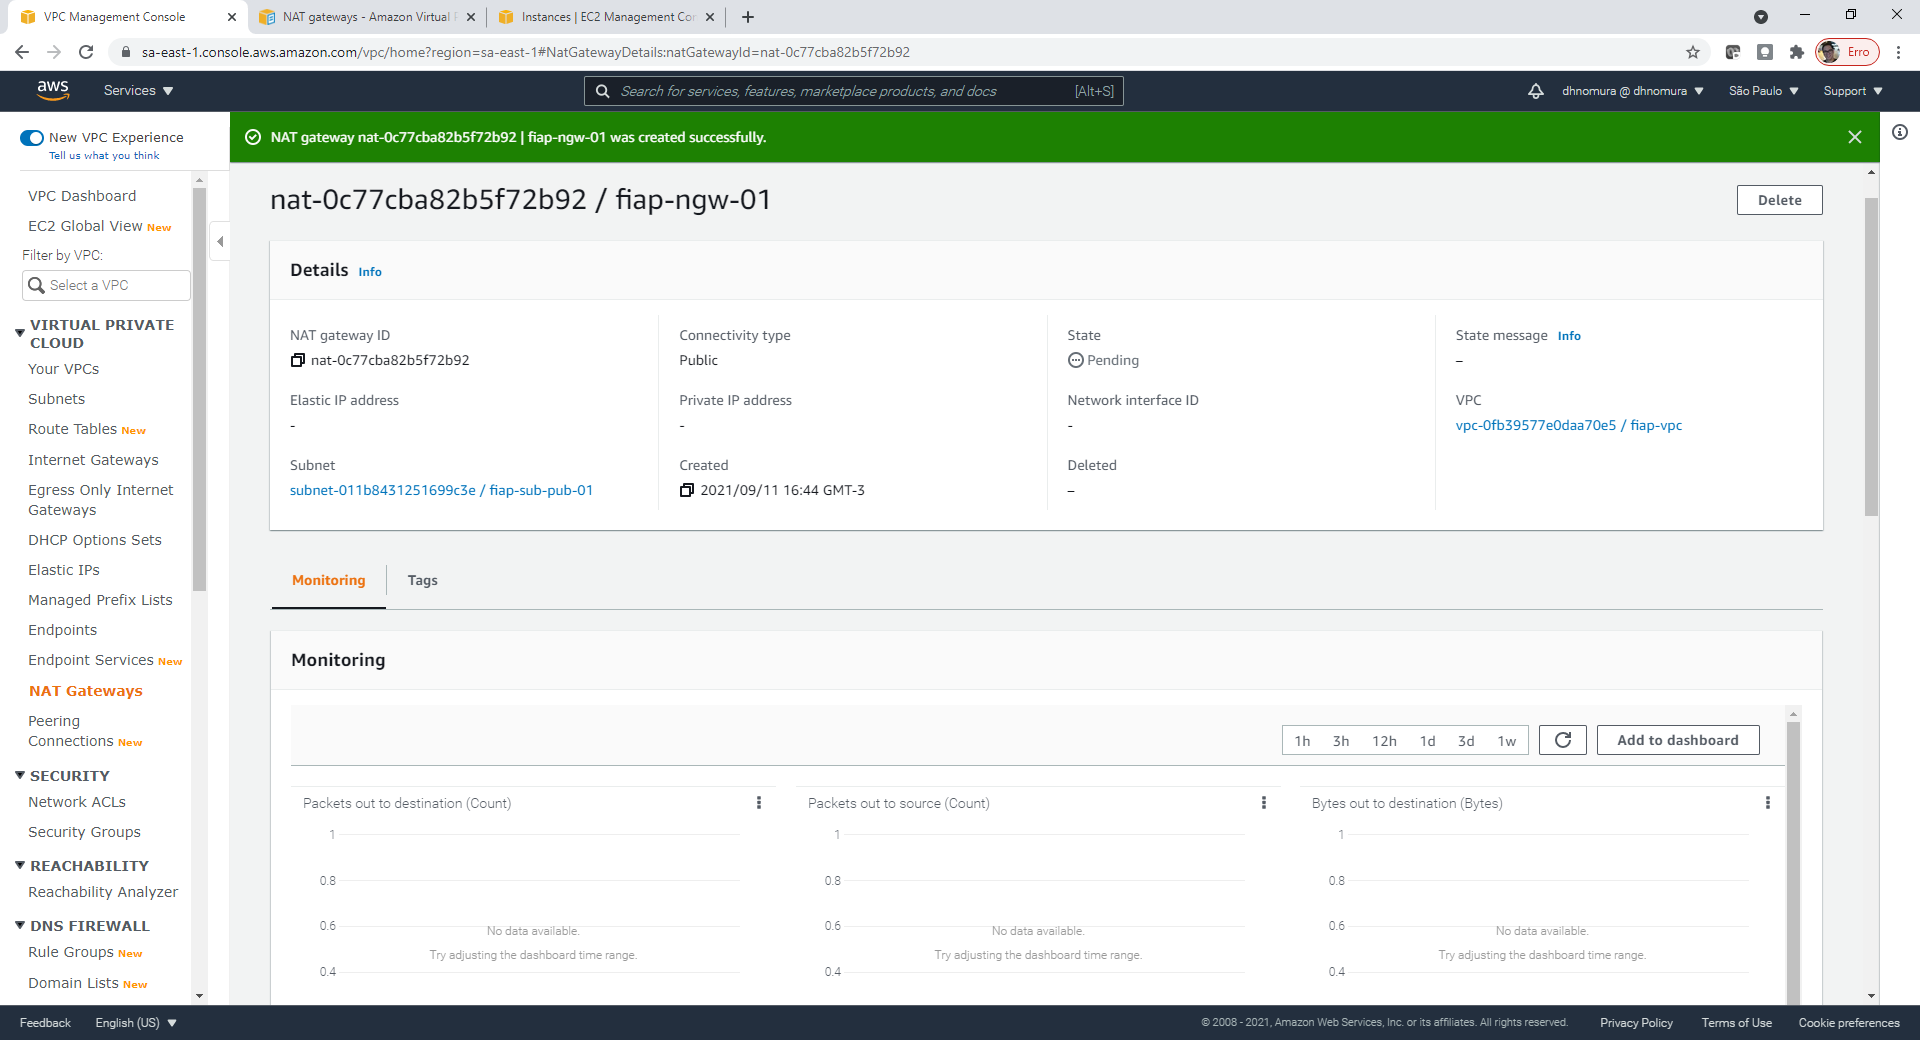 VPC Management Console
NAT gateways - Amazon Virtual P
Instances | EC2 Management Con
sa-east-1.console.aws.amazon.com/vpc/home?region=sa-east-1#NatGatewayDetails:natGatewayId=nat-0c77cba82b5f72b92
Erro
aws
Services
Search for services, features, marketplace products, and docs
[Alt+S]
dhnomura @ dhnomura
São Paulo
Support
New VPC Experience
Tell us what you think
NAT gateway nat-0c77cba82b5f72b92 | fiap-ngw-01 was created successfully.
VPC Dashboard
EC2 Global View New
Filter by VPC:
Select a VPC
VIRTUAL PRIVATE
CLOUD
Your VPCs
Subnets
Route Tables New
Internet Gateways
Egress Only Internet
Gateways
DHCP Options Sets
Elastic IPs
Managed Prefix Lists
Endpoints
Endpoint Services New
NAT Gateways
Peering
Connections New
SECURITY
Network ACLs
Security Groups
REACHABILITY
Reachability Analyzer
DNS FIREWALL
Rule Groups New
Domain Lists New
nat-0c77cba82b5f72b92 / fiap-ngw-01
Delete
Details Info
NAT gateway ID
nat-0c77cba82b5f72b92
Connectivity type
Public
State
Pending
State message Info
–
Elastic IP address
-
Private IP address
-
Network interface ID
-
VPC
vpc-0fb39577e0daa70e5 / fiap-vpc
Subnet
subnet-011b8431251699c3e / fiap-sub-pub-01
Created
2021/09/11 16:44 GMT-3
Deleted
–
Monitoring
Tags
Monitoring
1h 3h 12h 1d 3d 1w
Add to dashboard
Packets out to destination (Count)
1
0.8
0.6
0.4
No data available.
Try adjusting the dashboard time range.
Packets out to source (Count)
1
0.8
0.6
0.4
No data available.
Try adjusting the dashboard time range.
Bytes out to destination (Bytes)
1
0.8
0.6
0.4
No data available.
Try adjusting the dashboard time range.
Feedback
English (US)
© 2008 - 2021, Amazon Web Services, Inc. or its affiliates. All rights reserved.
Privacy Policy
Terms of Use
Cookie preferences